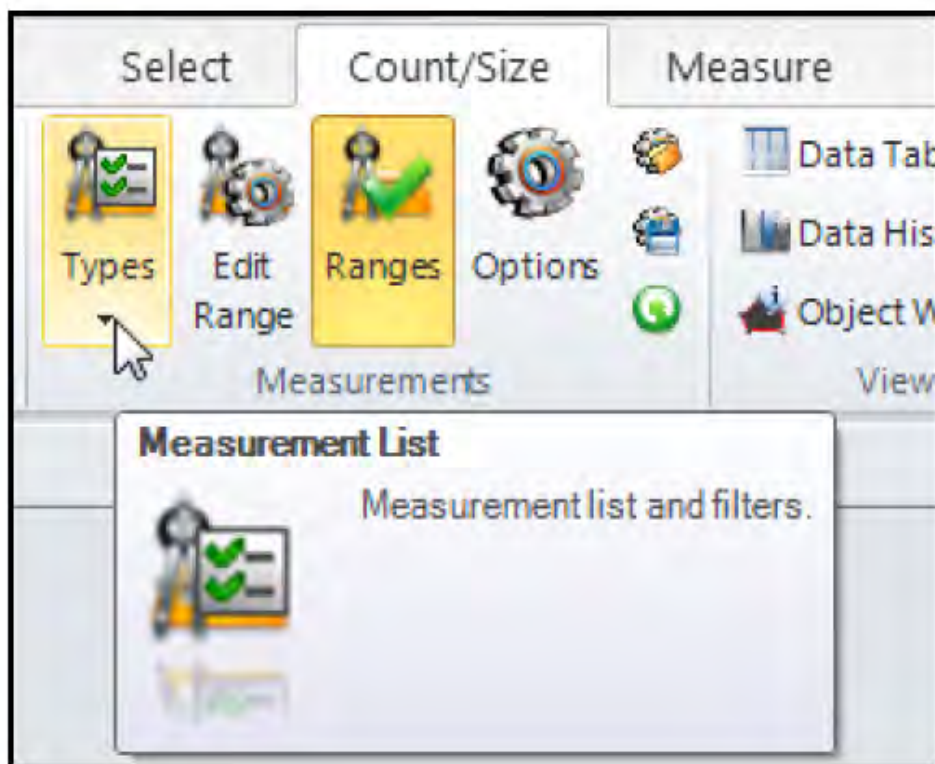 Select Count/Size Measure
Types Edit Range Ranges Options
Data Tab
Data His
Object W
Measurements View
Measurement List
Measurement list and filters.